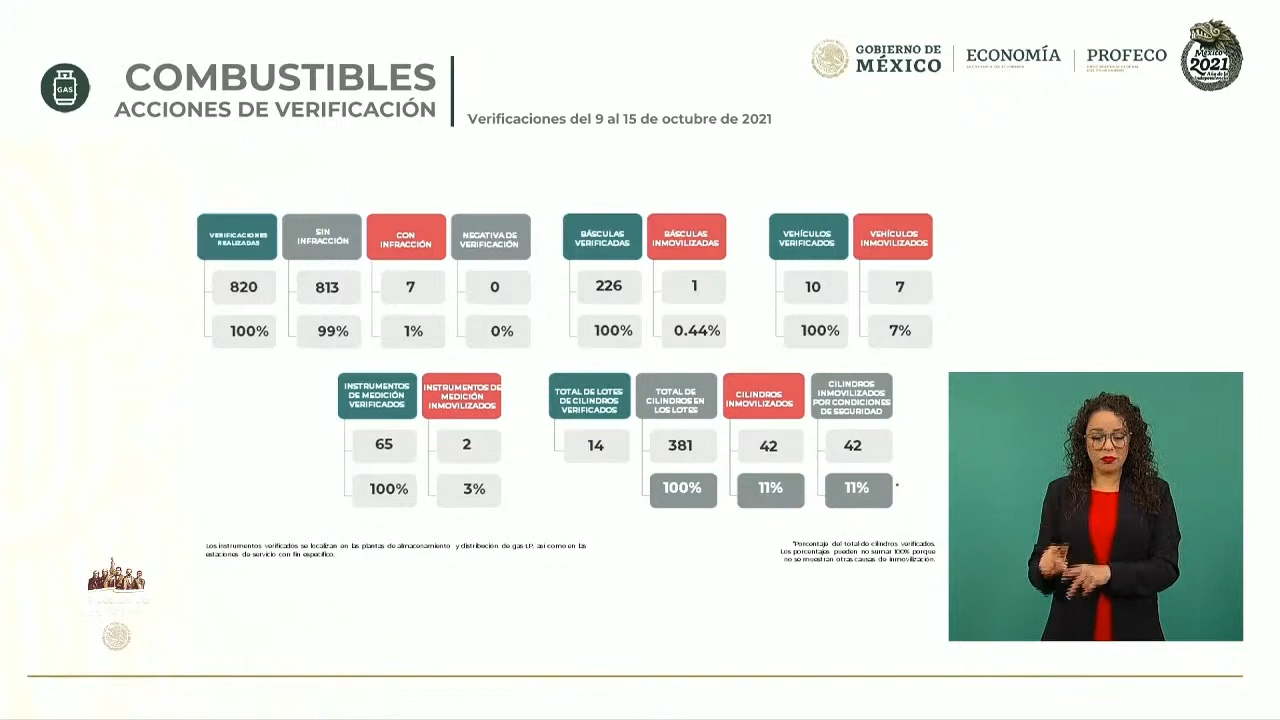 GAS
COMBUSTIBLES
ACCIONES DE VERIFICACIÓN
Verificaciones del 9 al 15 de octubre de 2021
GOBIERNO DE
MÉXICO
ECONOMÍA
PROFECO
México
2021
Año de la
Independencia
VERIFICACIONES
REALIZADAS
820
100%
SIN
INFRACCIÓN
813
99%
CON
INFRACCIÓN
7
1%
NEGATIVA DE
VERIFICACIÓN
0
0%
BÁSCULAS
VERIFICADAS
226
100%
BÁSCULAS
INMOVILIZADAS
1
0.44%
VEHÍCULOS
VERIFICADOS
10
100%
VEHÍCULOS
INMOVILIZADOS
7
7%
INSTRUMENTOS
DE MEDICIÓN
VERIFICADOS
65
100%
INSTRUMENTOS DE
MEDICIÓN
INMOVILIZADOS
2
3%
TOTAL DE LOTES
DE CILINDROS
VERIFICADOS
14
TOTAL DE
CILINDROS EN
LOS LOTES
381
100%
CILINDROS
INMOVILIZADOS
42
11%
CILINDROS
INMOVILIZADOS
POR CONDICIONES
DE SEGURIDAD
42
11%
Los instrumentos verificados se localizan en las plantas de almacenamiento y distribución de gas L.P. así como en las
estaciones de servicio con fin específico.
*Porcentaje del total de cilindros verificados.
Los porcentajes pueden no sumar 100% porque
no se muestran otras causas de inmovilización.